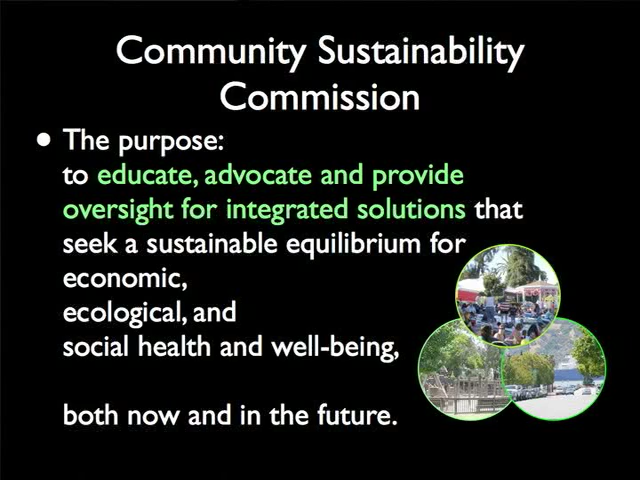 Community Sustainability
Commission
• The purpose:
to educate, advocate and provide
oversight for integrated solutions that
seek a sustainable equilibrium for
economic,
ecological, and
social health and well-being,
both now and in the future.